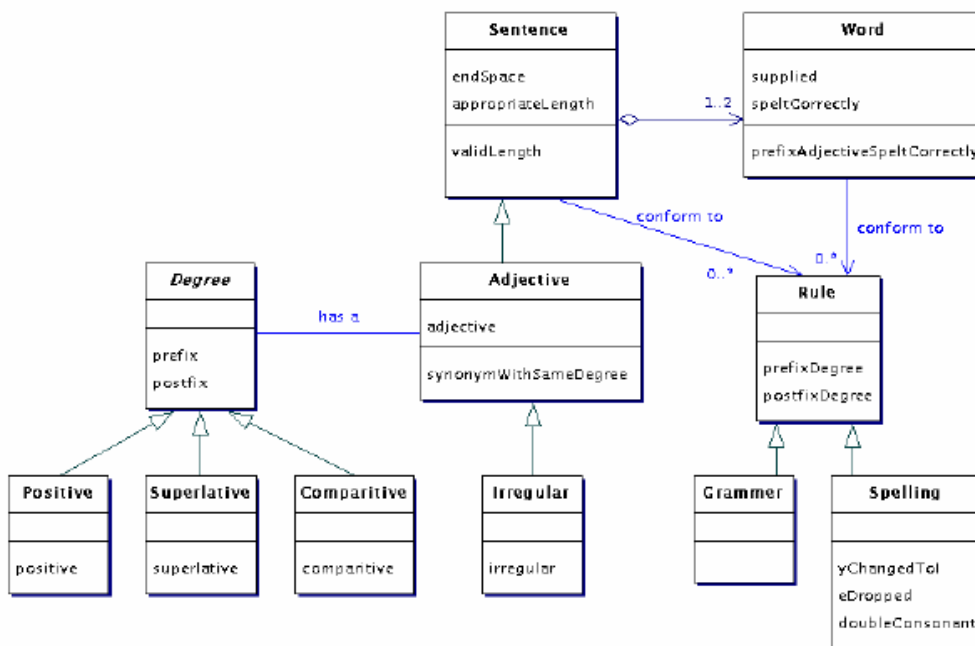 Sentence
endSpace
appropriateLength
validLength
1..2
Word
supplied
speltCorrectly
prefixAdjectiveSpeltCorrectly
conform to
0..*
conform to
0..*
Degree
prefix
postfix
has a
Adjective
adjective
synonymWithSameDegree
Rule
prefixDegree
postfixDegree
Positive
positive
Superlative
superlative
Comparitive
comparitive
Irregular
irregular
Grammer
Spelling
yChangedToI
eDropped
doubleConsonant